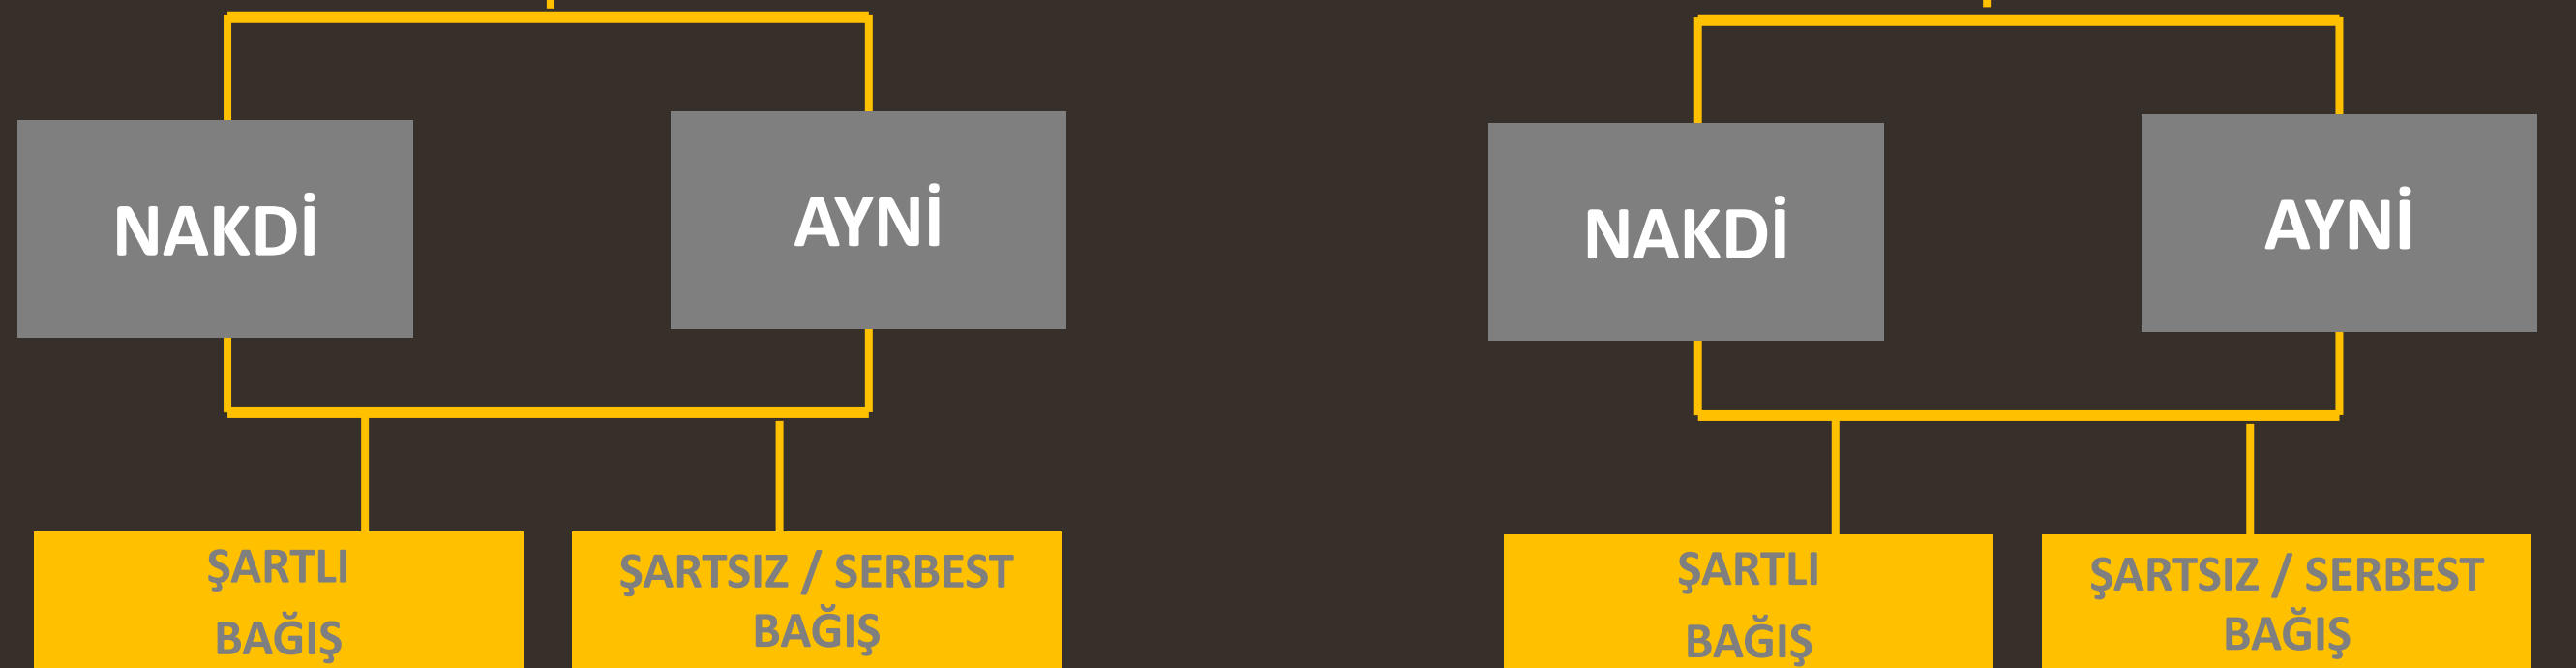 NAKDİ
AYNİ
NAKDİ
AYNİ
ŞARTLI
BAĞIŞ
ŞARTSIZ / SERBEST
BAĞIŞ
ŞARTLI
BAĞIŞ
ŞARTSIZ / SERBEST
BAĞIŞ